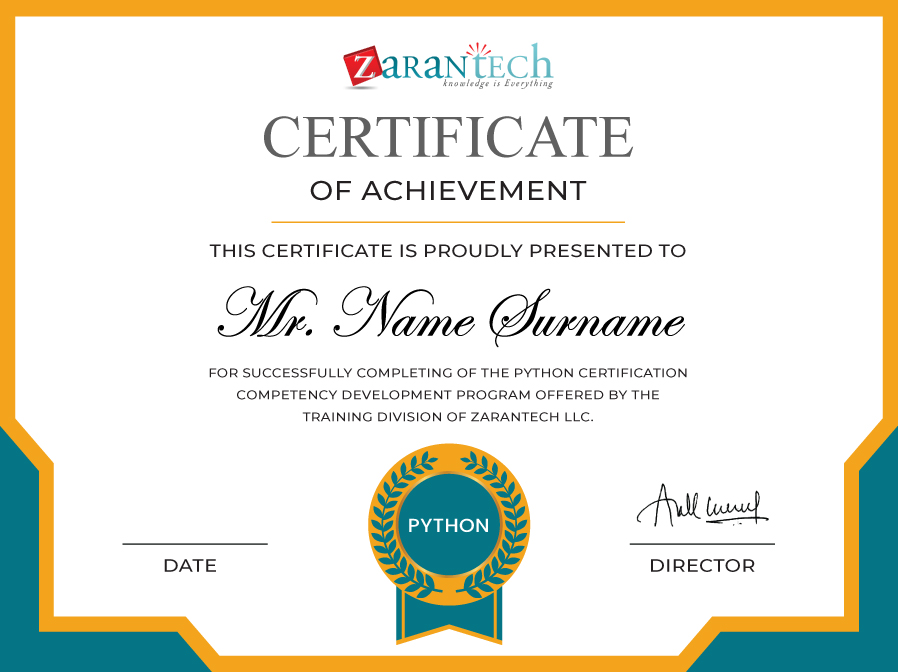 ZARANTECH
knowledge is Everything
CERTIFICATE
OF ACHIEVEMENT
THIS CERTIFICATE IS PROUDLY PRESENTED TO
Mr. Name Surname
FOR SUCCESSFULLY COMPLETING OF THE PYTHON CERTIFICATION
COMPETENCY DEVELOPMENT PROGRAM OFFERED BY THE
TRAINING DIVISION OF ZARANTECH LLC.
PYTHON
DATE
DIRECTOR